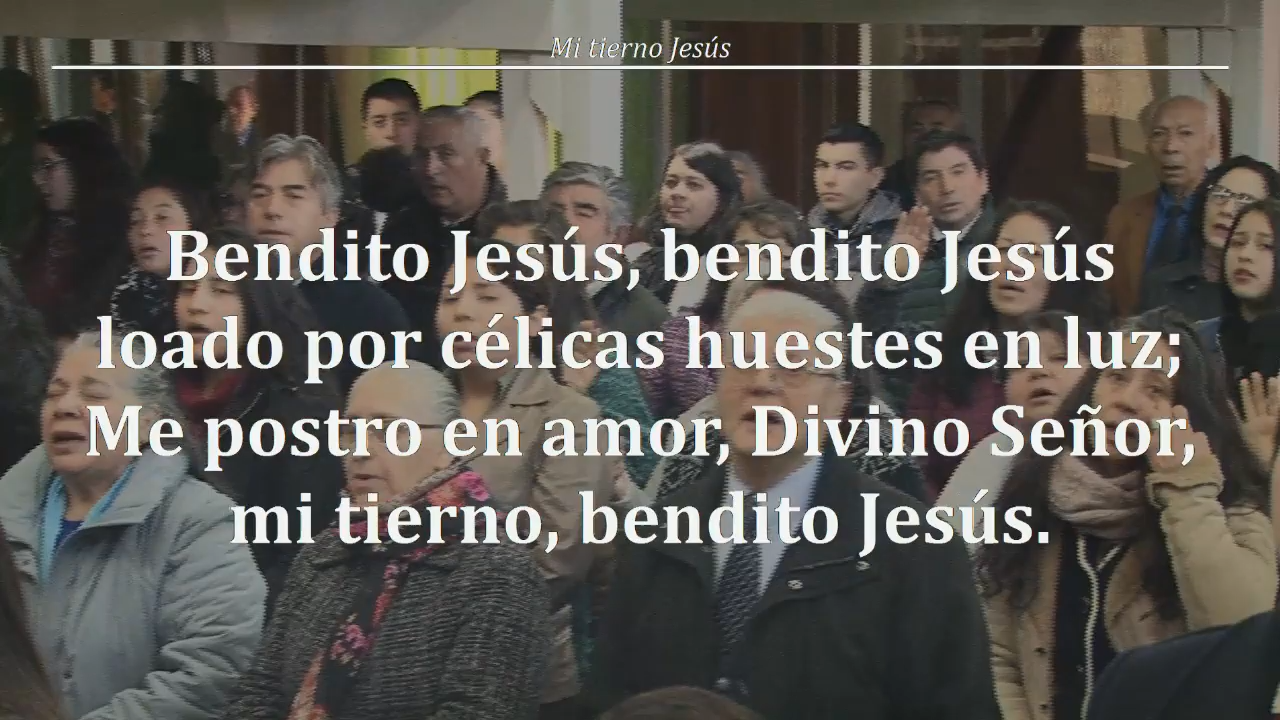 Mi tierno Jesús
Bendito Jesús, bendito Jesús
loado por célicas huestes en luz;
Me postro en amor, Divino Señor,
mi tierno, bendito Jesús.